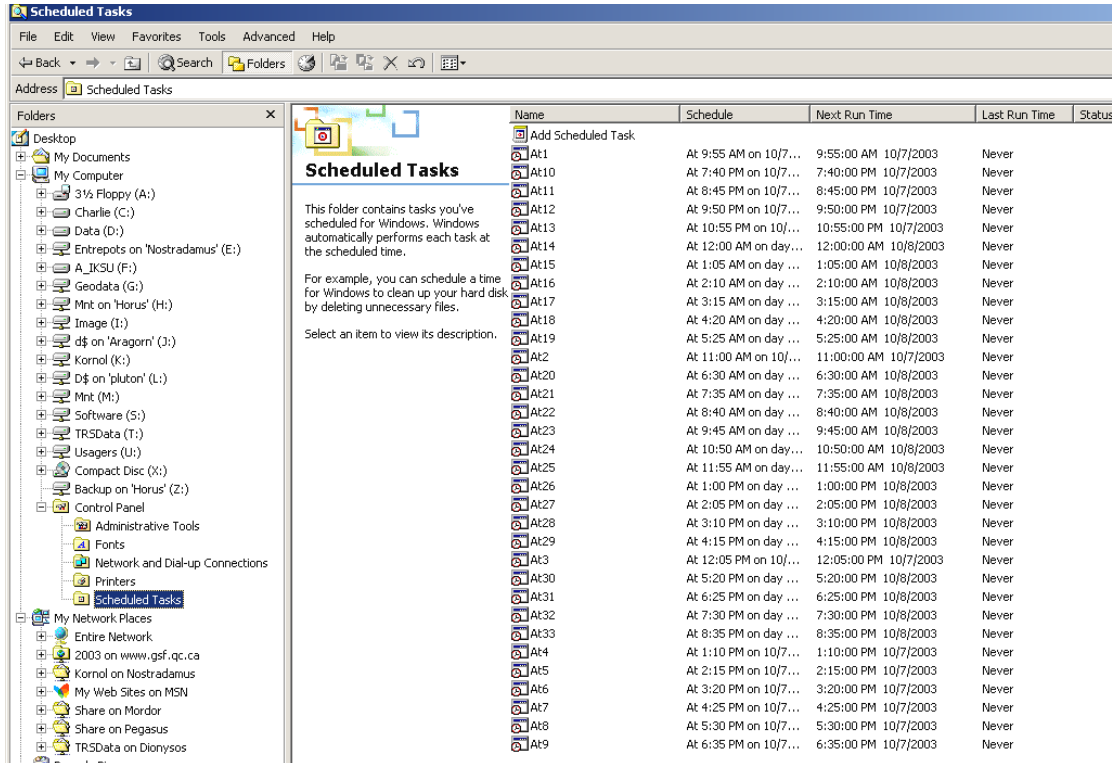 Scheduled Tasks
File Edit View Favorites Tools Advanced Help
Back Search Folders
Address Scheduled Tasks
Folders
Desktop
My Documents
My Computer
3½ Floppy (A:)
Charlie (C:)
Data (D:)
Entrepots on 'Nostradamus' (E:)
A_IKSU (F:)
Geodata (G:)
Mnt on 'Horus' (H:)
Image (I:)
d$ on 'Aragorn' (J:)
Kornol (K:)
D$ on 'pluton' (L:)
Mnt (M:)
Software (S:)
TRSData (T:)
Usagers (U:)
Compact Disc (X:)
Backup on 'Horus' (Z:)
Control Panel
Administrative Tools
Fonts
Network and Dial-up Connections
Printers
Scheduled Tasks
My Network Places
Entire Network
2003 on www.gsf.qc.ca
Kornol on Nostradamus
My Web Sites on MSN
Share on Mordor
Share on Pegasus
TRSData on Dionysos
Scheduled Tasks
This folder contains tasks you've
scheduled for Windows. Windows
automatically performs each task at
the scheduled time.
For example, you can schedule a time
for Windows to clean up your hard disk
by deleting unnecessary files.
Select an item to view its description.
Name Schedule Next Run Time Last Run Time Status
Add Scheduled Task
At1 At 9:55 AM on 10/7... 9:55:00 AM 10/7/2003 Never
At10 At 7:40 PM on 10/7... 7:40:00 PM 10/7/2003 Never
At11 At 8:45 PM on 10/7... 8:45:00 PM 10/7/2003 Never
At12 At 9:50 PM on 10/7... 9:50:00 PM 10/7/2003 Never
At13 At 10:55 PM on 10/... 10:55:00 PM 10/7/2003 Never
At14 At 12:00 AM on day... 12:00:00 AM 10/8/2003 Never
At15 At 1:05 AM on day ... 1:05:00 AM 10/8/2003 Never
At16 At 2:10 AM on day ... 2:10:00 AM 10/8/2003 Never
At17 At 3:15 AM on day ... 3:15:00 AM 10/8/2003 Never
At18 At 4:20 AM on day ... 4:20:00 AM 10/8/2003 Never
At19 At 5:25 AM on day ... 5:25:00 AM 10/8/2003 Never
At2 At 11:00 AM on 10/... 11:00:00 AM 10/7/2003 Never
At20 At 6:30 AM on day ... 6:30:00 AM 10/8/2003 Never
At21 At 7:35 AM on day ... 7:35:00 AM 10/8/2003 Never
At22 At 8:40 AM on day ... 8:40:00 AM 10/8/2003 Never
At23 At 9:45 AM on day ... 9:45:00 AM 10/8/2003 Never
At24 At 10:50 AM on day... 10:50:00 AM 10/8/2003 Never
At25 At 11:55 AM on day... 11:55:00 AM 10/8/2003 Never
At26 At 1:00 PM on day ... 1:00:00 PM 10/8/2003 Never
At27 At 2:05 PM on day ... 2:05:00 PM 10/8/2003 Never
At28 At 3:10 PM on day ... 3:10:00 PM 10/8/2003 Never
At29 At 4:15 PM on day ... 4:15:00 PM 10/8/2003 Never
At3 At 12:05 PM on 10/... 12:05:00 PM 10/7/2003 Never
At30 At 5:20 PM on day ... 5:20:00 PM 10/8/2003 Never
At31 At 6:25 PM on day ... 6:25:00 PM 10/8/2003 Never
At32 At 7:30 PM on day ... 7:30:00 PM 10/8/2003 Never
At33 At 8:35 PM on day ... 8:35:00 PM 10/8/2003 Never
At4 At 1:10 PM on 10/7... 1:10:00 PM 10/7/2003 Never
At5 At 2:15 PM on 10/7... 2:15:00 PM 10/7/2003 Never
At6 At 3:20 PM on 10/7... 3:20:00 PM 10/7/2003 Never
At7 At 4:25 PM on 10/7... 4:25:00 PM 10/7/2003 Never
At8 At 5:30 PM on 10/7... 5:30:00 PM 10/7/2003 Never
At9 At 6:35 PM on 10/7... 6:35:00 PM 10/7/2003 Never